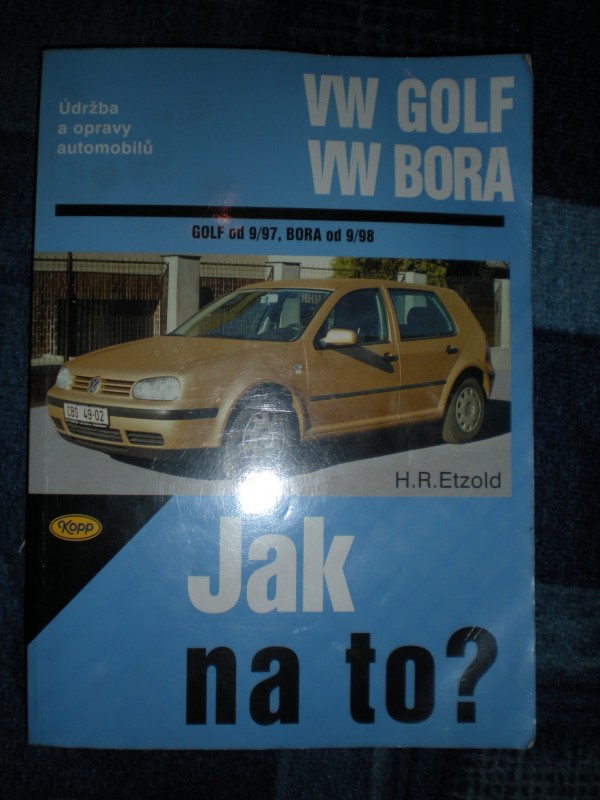 Údržba
a opravy
automobilů
VW GOLF
VW BORA
GOLF od 9/97, BORA od 9/98
CBS 49-02
H.R.Etzold
Kopp
Jak
na to?